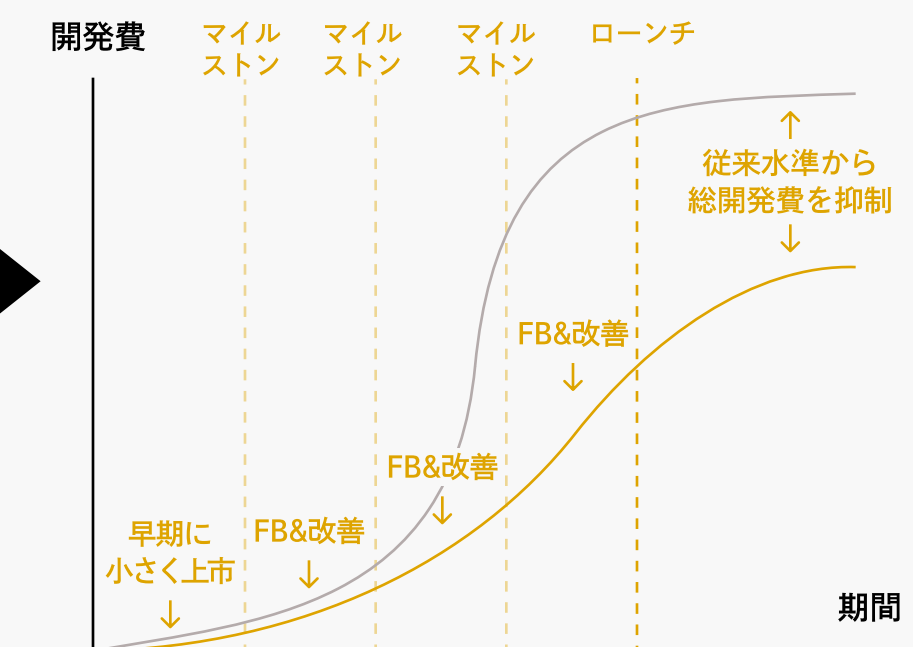 開発費
マイル
ストン
マイル
ストン
マイル
ストン
ローンチ
従来水準から
総開発費を抑制
FB&改善
FB&改善
FB&改善
早期に
小さく上市
期間